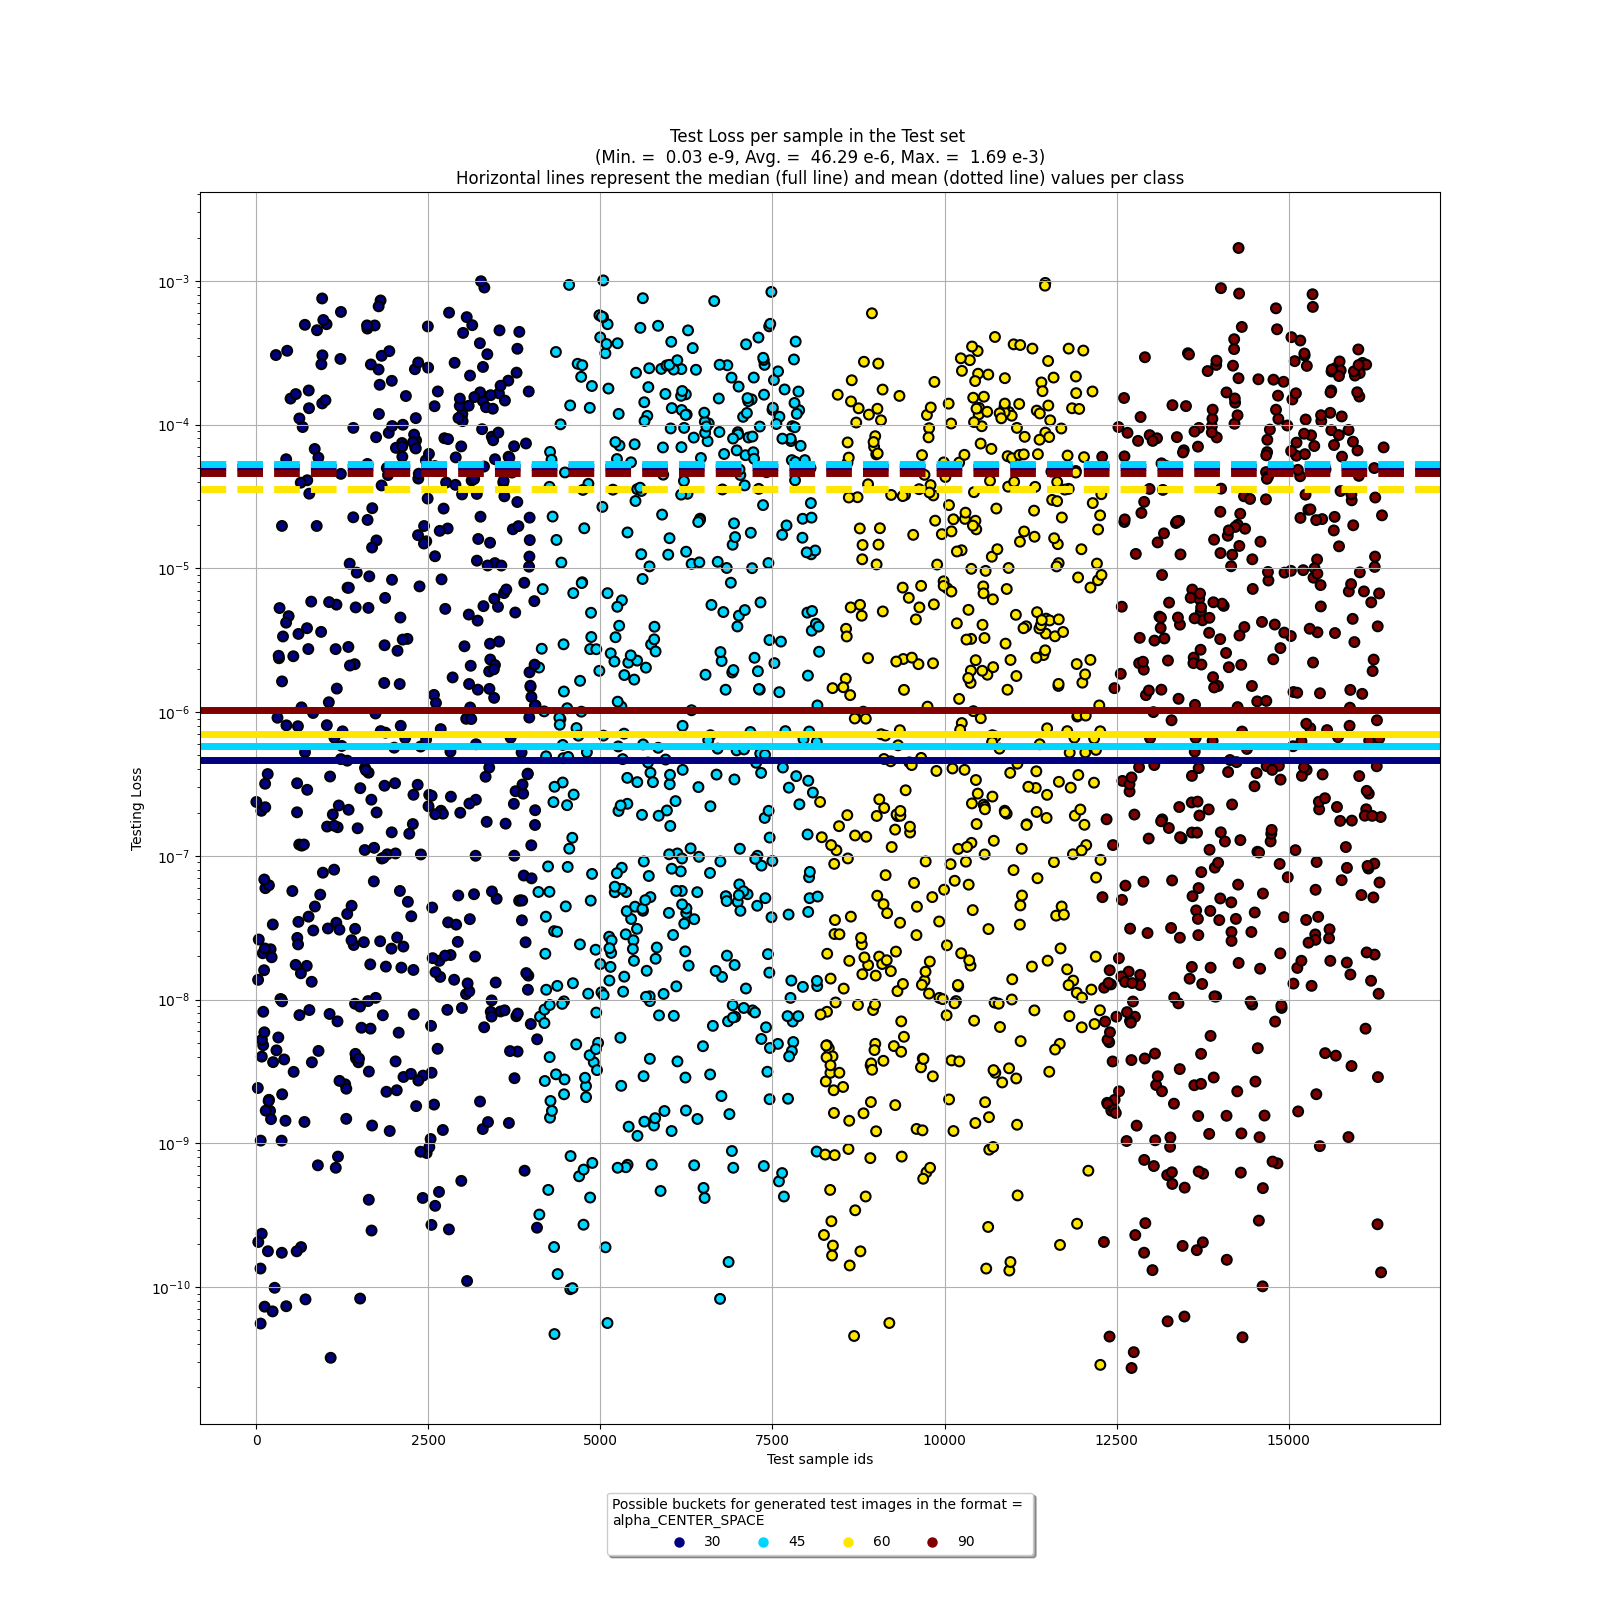 Test Loss per sample in the Test set
(Min. =  0.03 e-9, Avg. =  46.29 e-6, Max. =  1.69 e-3)
Horizontal lines represent the median (full line) and mean (dotted line) values per class
Testing Loss
10⁻³
10⁻⁴
10⁻⁵
10⁻⁶
10⁻⁷
10⁻⁸
10⁻⁹
10⁻¹⁰
0 2500 5000 7500 10000 12500 15000
Test sample ids
Possible buckets for generated test images in the format =
alpha_CENTER_SPACE
30 45 60 90